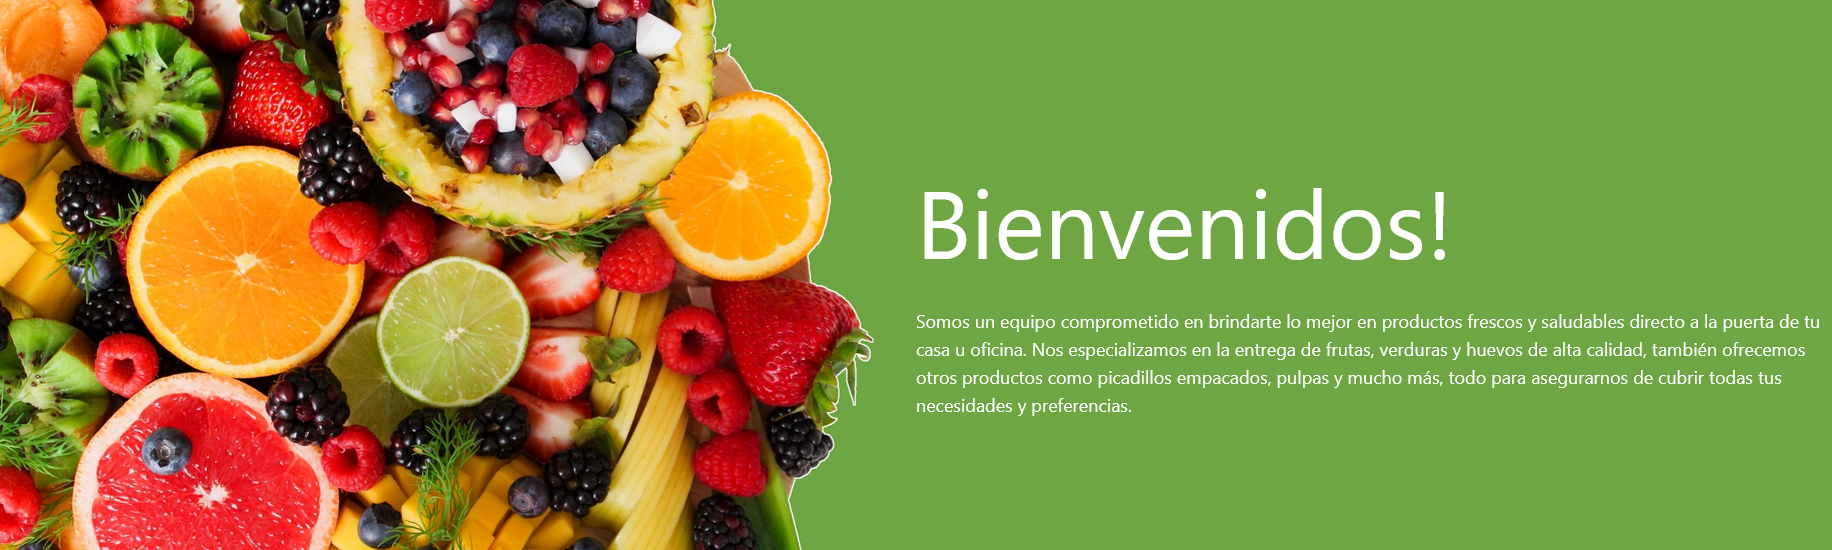 Bienvenidos!
Somos un equipo comprometido en brindarte lo mejor en productos frescos y saludables directo a la puerta de tu
casa u oficina. Nos especializamos en la entrega de frutas, verduras y huevos de alta calidad, también ofrecemos
otros productos como picadillos empacados, pulpas y mucho más, todo para asegurarnos de cubrir todas tus
necesidades y preferencias.